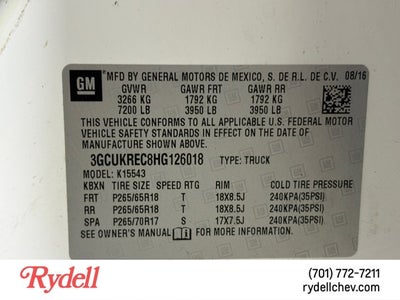 GM
MFD BY GENERAL MOTORS DE MEXICO, S. DE R.L. DE C.V. 08/16
GVWR GAWR FRT GAWR RR
3266 KG 1792 KG 1792 KG
7200 LB 3950 LB 3950 LB
THIS VEHICLE CONFORMS TO ALL APPLICABLE U.S. FEDERAL MOTOR
VEHICLE SAFETY STANDARDS IN EFFECT ON THE DATE OF
MANUFACTURE SHOWN ABOVE.
3GCUKREC8HG126018 TYPE: TRUCK
MODEL: K15543
KBXN TIRE SIZE SPEED RTG RIM COLD TIRE PRESSURE
FRT P265/65R18 T 18X8.5J 240KPA(35PSI)
RR P265/65R18 T 18X8.5J 240KPA(35PSI)
SPA P265/70R17 S 17X7.5J 240KPA(35PSI)
SEE OWNER'S MANUAL FOR MORE INFORMATION.
Rydell
(701) 772-7211
rydellchev.com